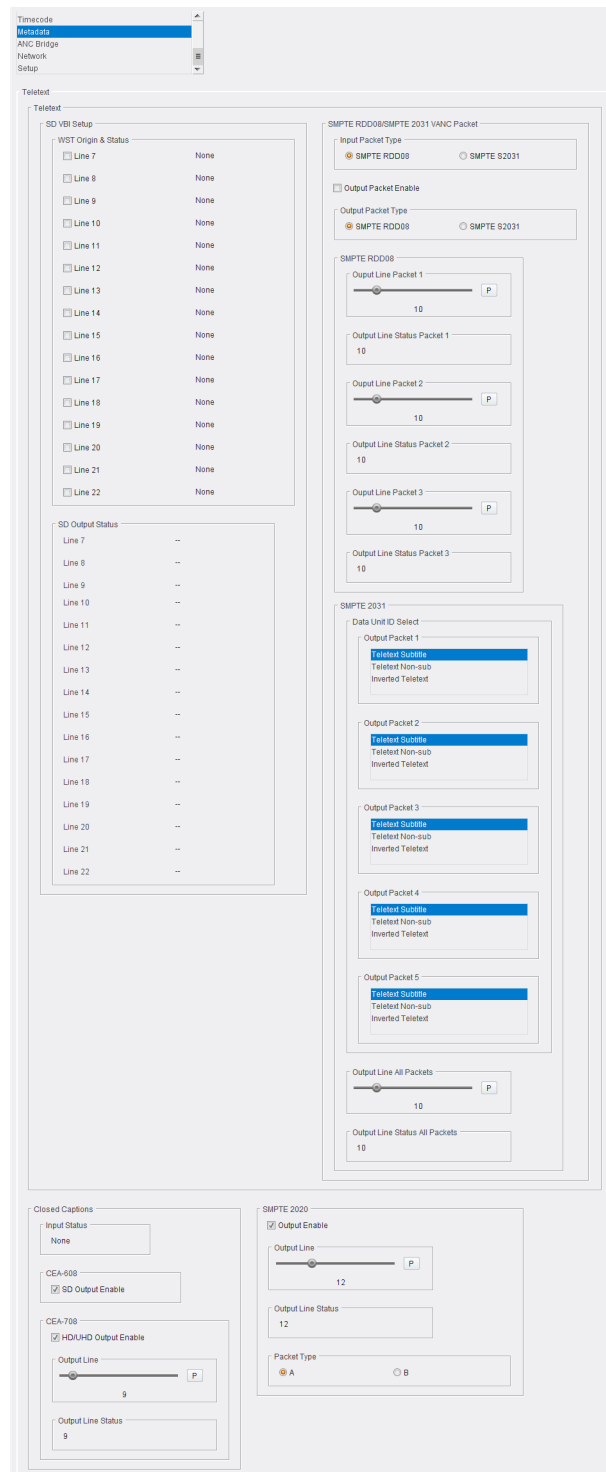 Timecode
Metadata
ANC Bridge
Network
Setup
Teletext
Teletext
SD VBI Setup
WST Origin & Status
Line 7 None
Line 8 None
Line 9 None
Line 10 None
Line 11 None
Line 12 None
Line 13 None
Line 14 None
Line 15 None
Line 16 None
Line 17 None
Line 18 None
Line 19 None
Line 20 None
Line 21 None
Line 22 None
SD Output Status
Line 7 --
Line 8 --
Line 9 --
Line 10 --
Line 11 --
Line 12 --
Line 13 --
Line 14 --
Line 15 --
Line 16 --
Line 17 --
Line 18 --
Line 19 --
Line 20 --
Line 21 --
Line 22 --
SMPTE RDD08/SMPTE 2031 VANC Packet
Input Packet Type
SMPTE RDD08 SMPTE S2031
Output Packet Enable
Output Packet Type
SMPTE RDD08 SMPTE S2031
SMPTE RDD08
Ouput Line Packet 1
P
10
Output Line Status Packet 1
10
Ouput Line Packet 2
P
10
Output Line Status Packet 2
10
Ouput Line Packet 3
P
10
Output Line Status Packet 3
10
SMPTE 2031
Data Unit ID Select
Output Packet 1
Teletext Subtitle
Teletext Non-sub
Inverted Teletext
Output Packet 2
Teletext Subtitle
Teletext Non-sub
Inverted Teletext
Output Packet 3
Teletext Subtitle
Teletext Non-sub
Inverted Teletext
Output Packet 4
Teletext Subtitle
Teletext Non-sub
Inverted Teletext
Output Packet 5
Teletext Subtitle
Teletext Non-sub
Inverted Teletext
Output Line All Packets
P
10
Output Line Status All Packets
10
Closed Captions
Input Status
None
CEA-608
SD Output Enable
CEA-708
HD/UHD Output Enable
Output Line
P
9
Output Line Status
9
SMPTE 2020
Output Enable
Output Line
P
12
Output Line Status
12
Packet Type
A B